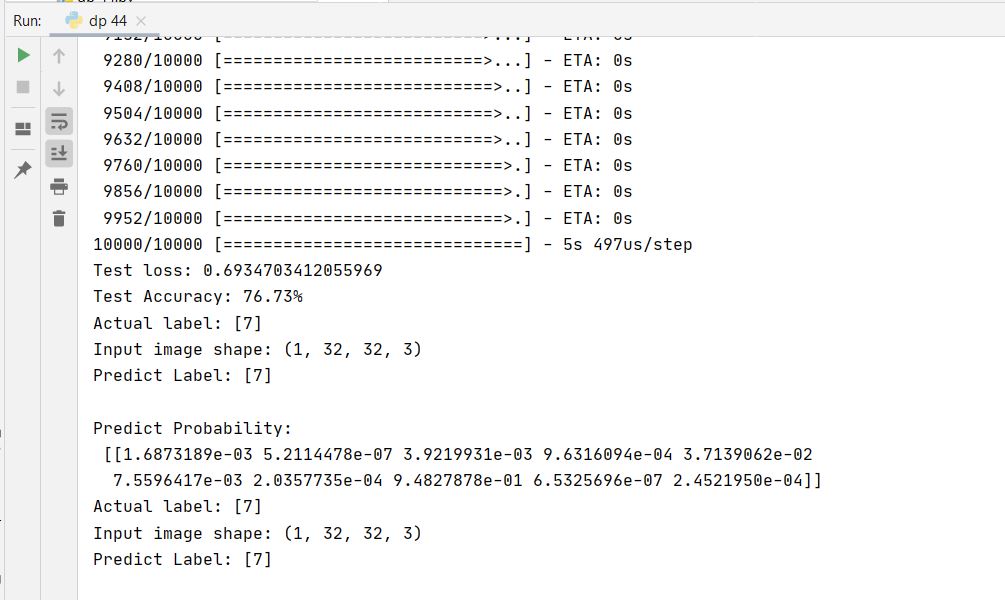 Run: dp 44
9280/10000 [==========================>...] - ETA: 0s
9408/10000 [===========================>..] - ETA: 0s
9504/10000 [===========================>..] - ETA: 0s
9632/10000 [===========================>..] - ETA: 0s
9760/10000 [============================>.] - ETA: 0s
9856/10000 [============================>.] - ETA: 0s
9952/10000 [============================>.] - ETA: 0s
10000/10000 [==============================] - 5s 497us/step
Test loss: 0.6934703412055969
Test Accuracy: 76.73%
Actual label: [7]
Input image shape: (1, 32, 32, 3)
Predict Label: [7]
Predict Probability:
[[1.6873189e-03 5.2114478e-07 3.9219931e-03 9.6316094e-04 3.7139062e-02
7.5596417e-03 2.0357735e-04 9.4827878e-01 6.5325696e-07 2.4521950e-04]]
Actual label: [7]
Input image shape: (1, 32, 32, 3)
Predict Label: [7]